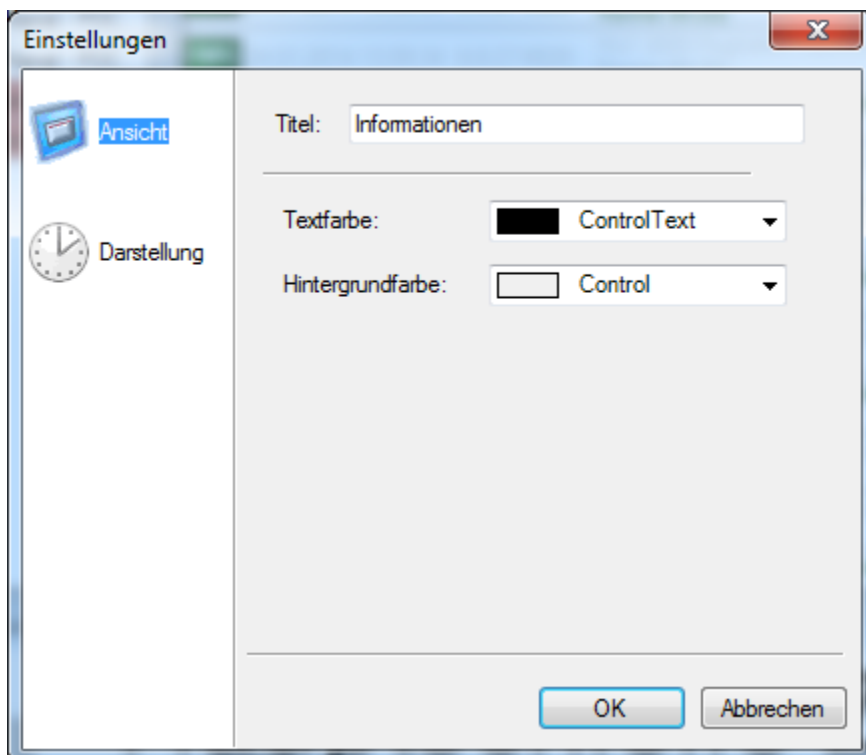 Einstellungen
Ansicht
Darstellung
Titel: Informationen
Textfarbe: ControlText
Hintergrundfarbe: Control
OK Abbrechen